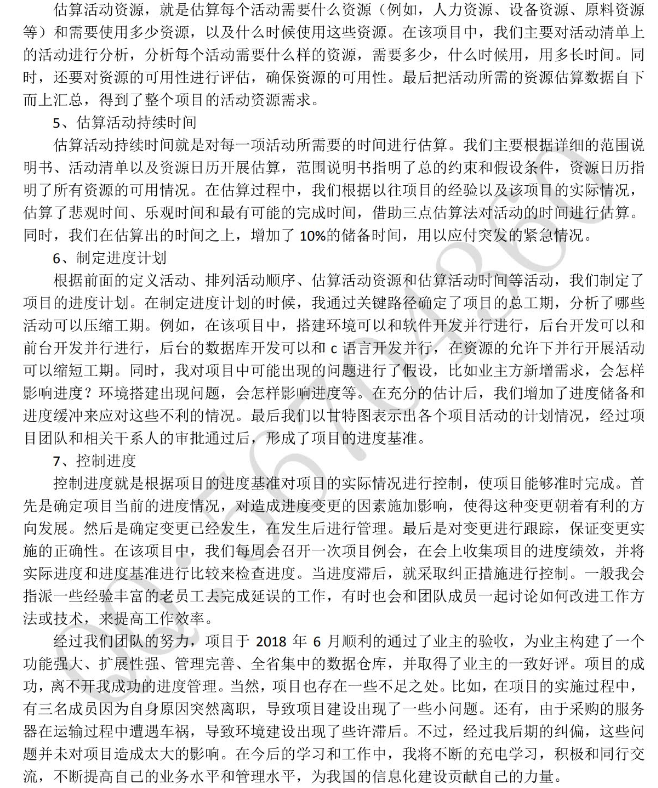 估算活动资源，就是估算每个活动需要什么资源（例如，人力资源、设备资源、原料资源
等）和需要使用多少资源，以及什么时候使用这些资源。在该项目中，我们主要对活动清单上
的活动进行分析，分析每个活动需要什么样的资源，需要多少，什么时候用，用多长时间。同
时，还要对资源的可用性进行评估，确保资源的可用性。最后把活动所需的资源估算数据自下
而上汇总，得到了整个项目的活动资源需求。
5、估算活动持续时间
估算活动持续时间就是对每一项活动所需要的时间进行估算。我们主要根据详细的范围说
明书、活动清单以及资源日历开展估算，范围说明书指明了总的约束和假设条件，资源日历指
明了所有资源的可用情况。在估算过程中，我们根据以往项目的经验以及该项目的实际情况，
估算了悲观时间、乐观时间和最有可能的完成时间，借助三点估算法对活动的时间进行估算。
同时，我们在估算出的时间之上，增加了 10%的储备时间，用以应付突发的紧急情况。
6、制定进度计划
根据前面的定义活动、排列活动顺序、估算活动资源和估算活动时间等活动，我们制定了
项目的进度计划。在制定进度计划的时候，我通过关键路径确定了项目的总工期，分析了哪些
活动可以压缩工期。例如，在该项目中，搭建环境可以和软件开发并行进行，后台开发可以和
前台开发并行进行，后台的数据库开发可以和 c 语言开发并行，在资源的允许下并行开展活动
可以缩短工期。同时，我对项目中可能出现的问题进行了假设，比如业主方新增需求，会怎样
影响进度？环境搭建出现问题，会怎样影响进度等。在充分的估计后，我们增加了进度储备和
进度缓冲来应对这些不利的情况。最后我们以甘特图表示出各个项目活动的计划情况，经过项
目团队和相关干系人的审批通过后，形成了项目的进度基准。
7、控制进度
控制进度就是根据项目的进度基准对项目的实际情况进行控制，使项目能够准时完成。首
先是确定项目当前的进度情况，对造成进度变更的因素施加影响，使得这种变更朝着有利的方
向发展。然后是确定变更已经发生，在发生后进行管理。最后是对变更进行跟踪，保证变更实
施的正确性。在该项目中，我们每周会召开一次项目例会，在会上收集项目的进度绩效，并将
实际进度和进度基准进行比较来检查进度。当进度滞后，就采取纠正措施进行控制。一般我会
指派一些经验丰富的老员工去完成延误的工作，有时也会和团队成员一起讨论如何改进工作方
法或技术，来提高工作效率。
经过我们团队的努力，项目于 2018 年 6 月顺利的通过了业主的验收，为业主构建了一个
功能强大、扩展性强、管理完善、全省集中的数据仓库，并取得了业主的一致好评。项目的成
功，离不开我成功的进度管理。当然，项目也存在一些不足之处。比如，在项目的实施过程中，
有三名成员因为自身原因突然离职，导致项目建设出现了一些小问题。还有，由于采购的服务
器在运输过程中遭遇车祸，导致环境建设出现了些许滞后。不过，经过我后期的纠偏，这些问
题并未对项目造成太大的影响。在今后的学习和工作中，我将不断的充电学习，积极和同行交
流，不断提高自己的业务水平和管理水平，为我国的信息化建设贡献自己的力量。